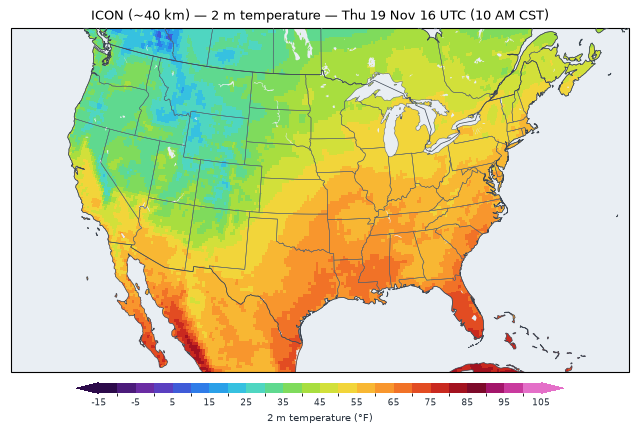 ICON (~40 km) — 2 m temperature — Thu 19 Nov 16 UTC (10 AM CST)
-15 -5 5 15 25 35 45 55 65 75 85 95 105
2 m temperature (°F)